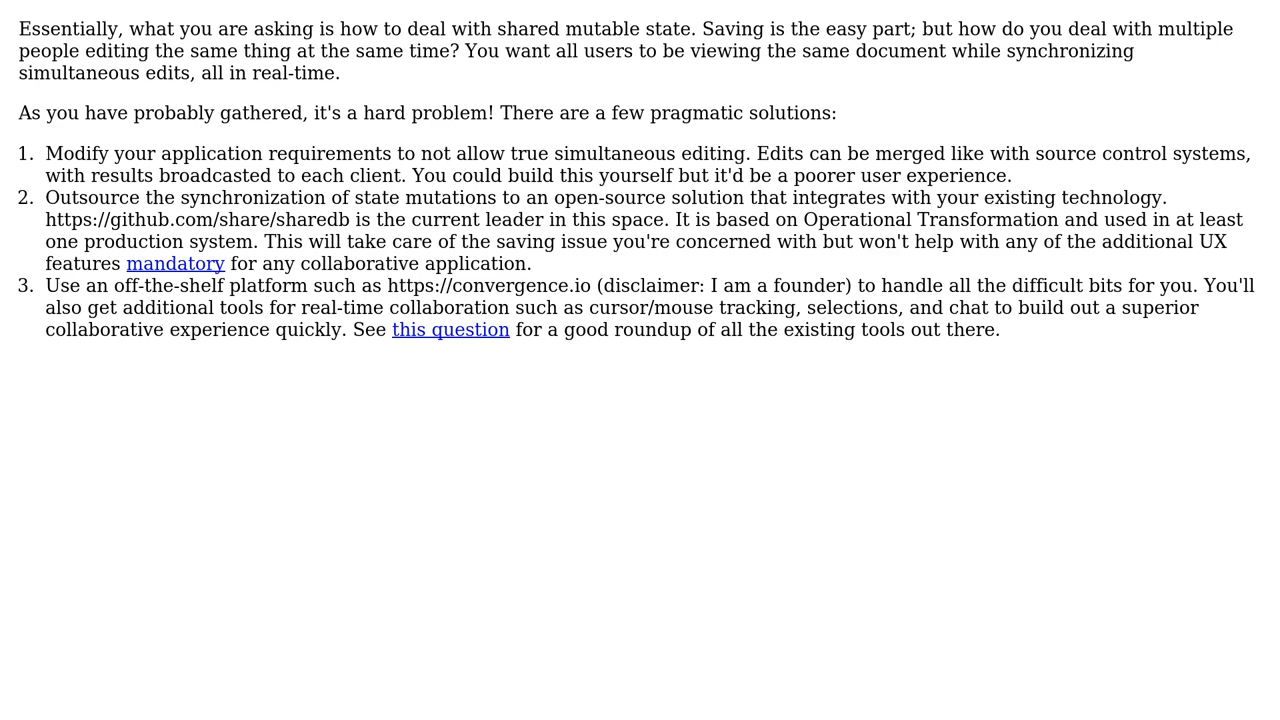 Essentially, what you are asking is how to deal with shared mutable state. Saving is the easy part; but how do you deal with multiple
people editing the same thing at the same time? You want all users to be viewing the same document while synchronizing
simultaneous edits, all in real-time.
As you have probably gathered, it's a hard problem! There are a few pragmatic solutions:
1. Modify your application requirements to not allow true simultaneous editing. Edits can be merged like with source control systems,
with results broadcasted to each client. You could build this yourself but it'd be a poorer user experience.
2. Outsource the synchronization of state mutations to an open-source solution that integrates with your existing technology.
https://github.com/share/sharedb is the current leader in this space. It is based on Operational Transformation and used in at least
one production system. This will take care of the saving issue you're concerned with but won't help with any of the additional UX
features mandatory for any collaborative application.
3. Use an off-the-shelf platform such as https://convergence.io (disclaimer: I am a founder) to handle all the difficult bits for you. You'll
also get additional tools for real-time collaboration such as cursor/mouse tracking, selections, and chat to build out a superior
collaborative experience quickly. See this question for a good roundup of all the existing tools out there.